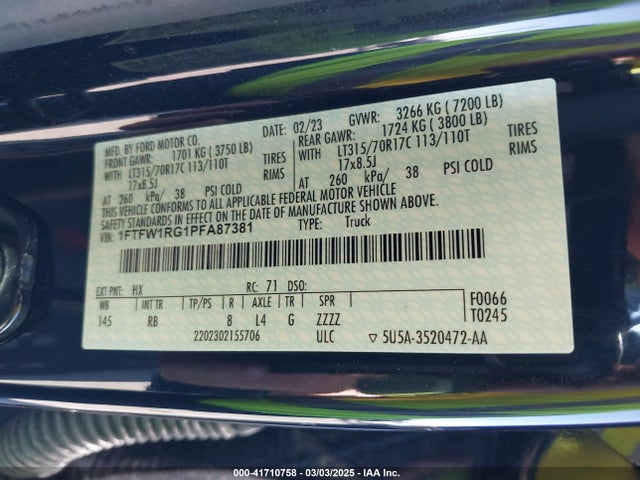 MFD. BY FORD MOTOR CO.
DATE: 02/23 GVWR: 3266 KG ( 7200 LB)
FRONT GAWR: 1701 KG ( 3750 LB) REAR GAWR: 1724 KG ( 3800 LB)
WITH LT315/70R17C 113/110T TIRES WITH LT315/70R17C 113/110T TIRES
17x8.5J RIMS 17x8.5J RIMS
AT 260 kPa/ 38 PSI COLD AT 260 kPa/ 38 PSI COLD
THIS VEHICLE CONFORMS TO ALL APPLICABLE FEDERAL MOTOR VEHICLE
SAFETY STANDARDS IN EFFECT ON THE DATE OF MANUFACTURE SHOWN ABOVE.
VIN: 1FTFW1RG1PFA87381 TYPE: Truck
EXT PNT: HX RC: 71 DSO:
WB INT TR TP/PS R AXLE TR SPR F0066
145 RB 8 L4 G ZZZZ T0245
2202302155706 ULC ▽ 5U5A-3520472-AA
000-41710758 - 03/03/2025 - IAA Inc.